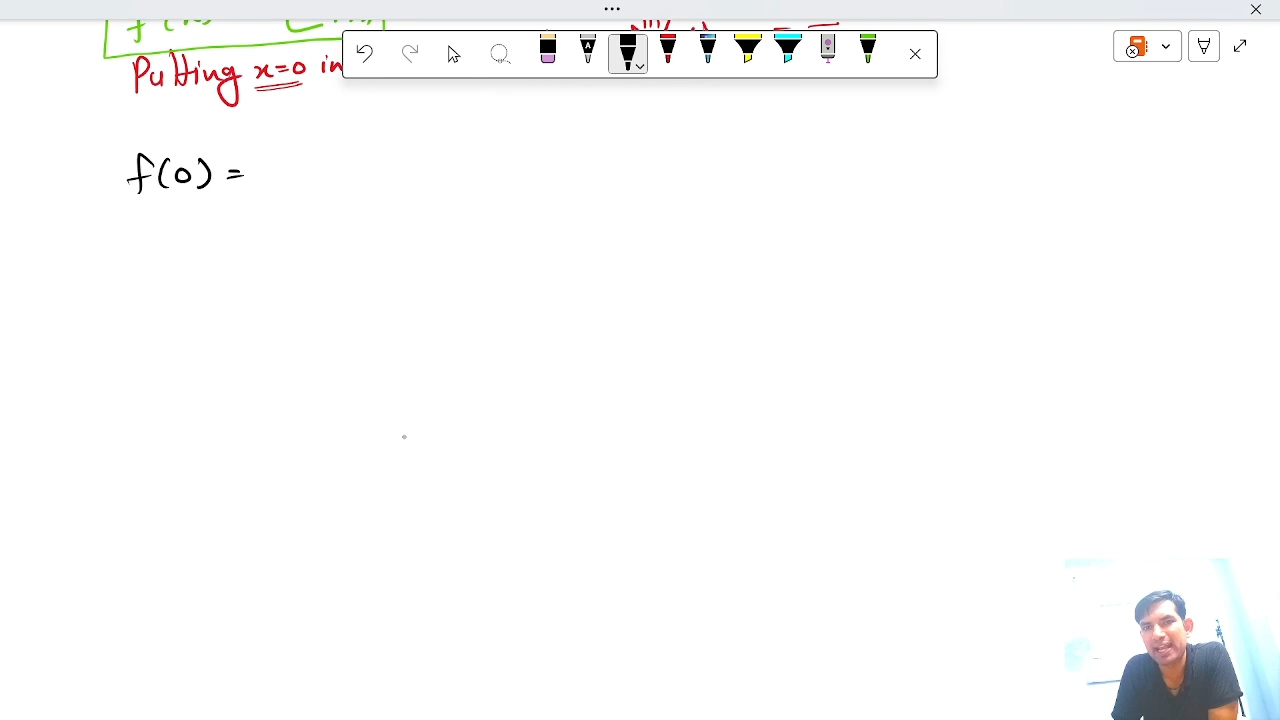 Putting x=0 in
f(0) =